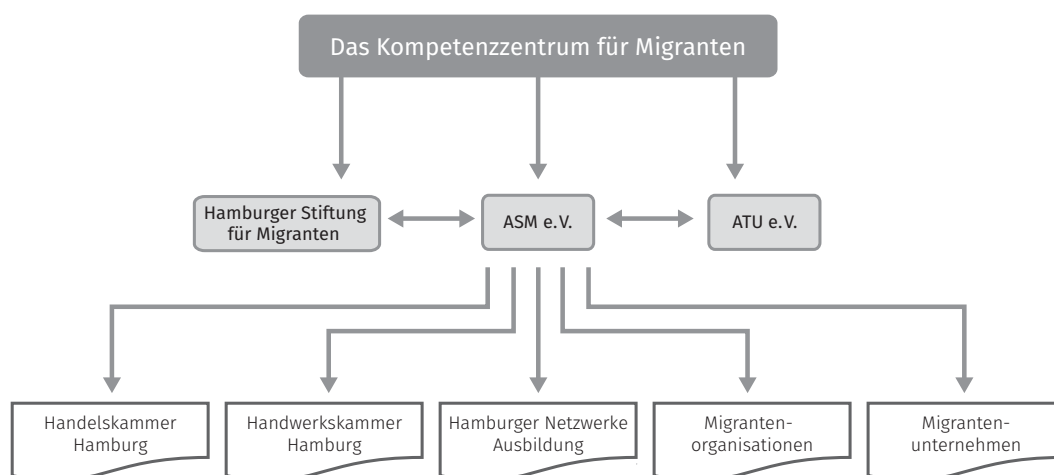 Das Kompetenzzentrum für Migranten
Hamburger Stiftung
für Migranten
ASM e.V.
ATU e.V.
Handelskammer
Hamburg
Handwerkskammer
Hamburg
Hamburger Netzwerke
Ausbildung
Migranten-
organisationen
Migranten-
unternehmen